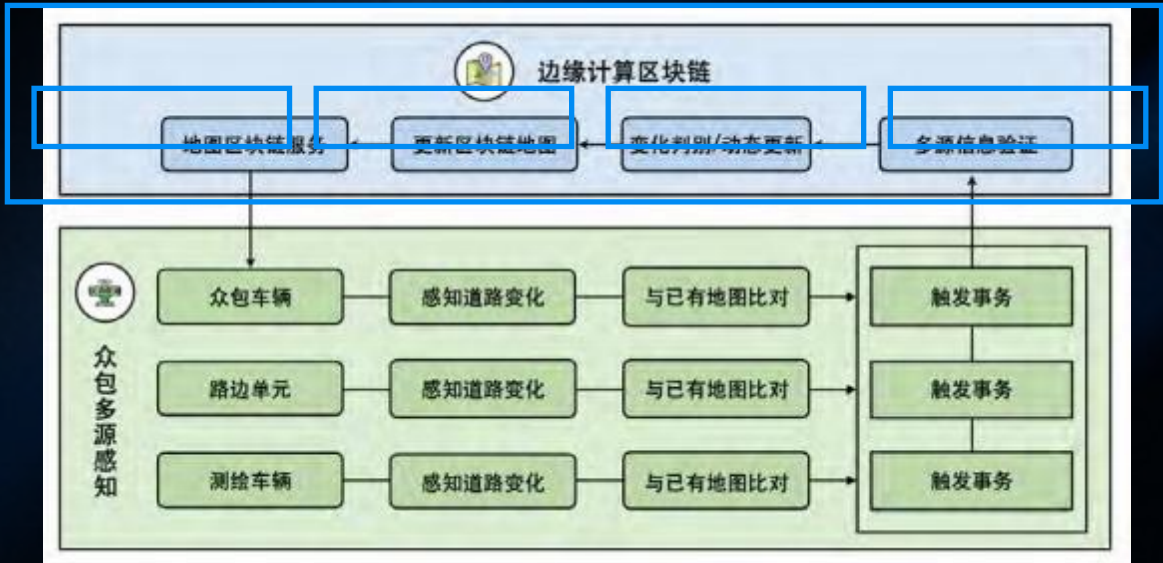 边缘计算区块链
地图区块链服务
更新区块链地图
变化判别/动态更新
多源信息验证
众包多源感知
众包车辆
感知道路变化
与已有地图比对
触发事务
路边单元
感知道路变化
与已有地图比对
触发事务
测绘车辆
感知道路变化
与已有地图比对
触发事务